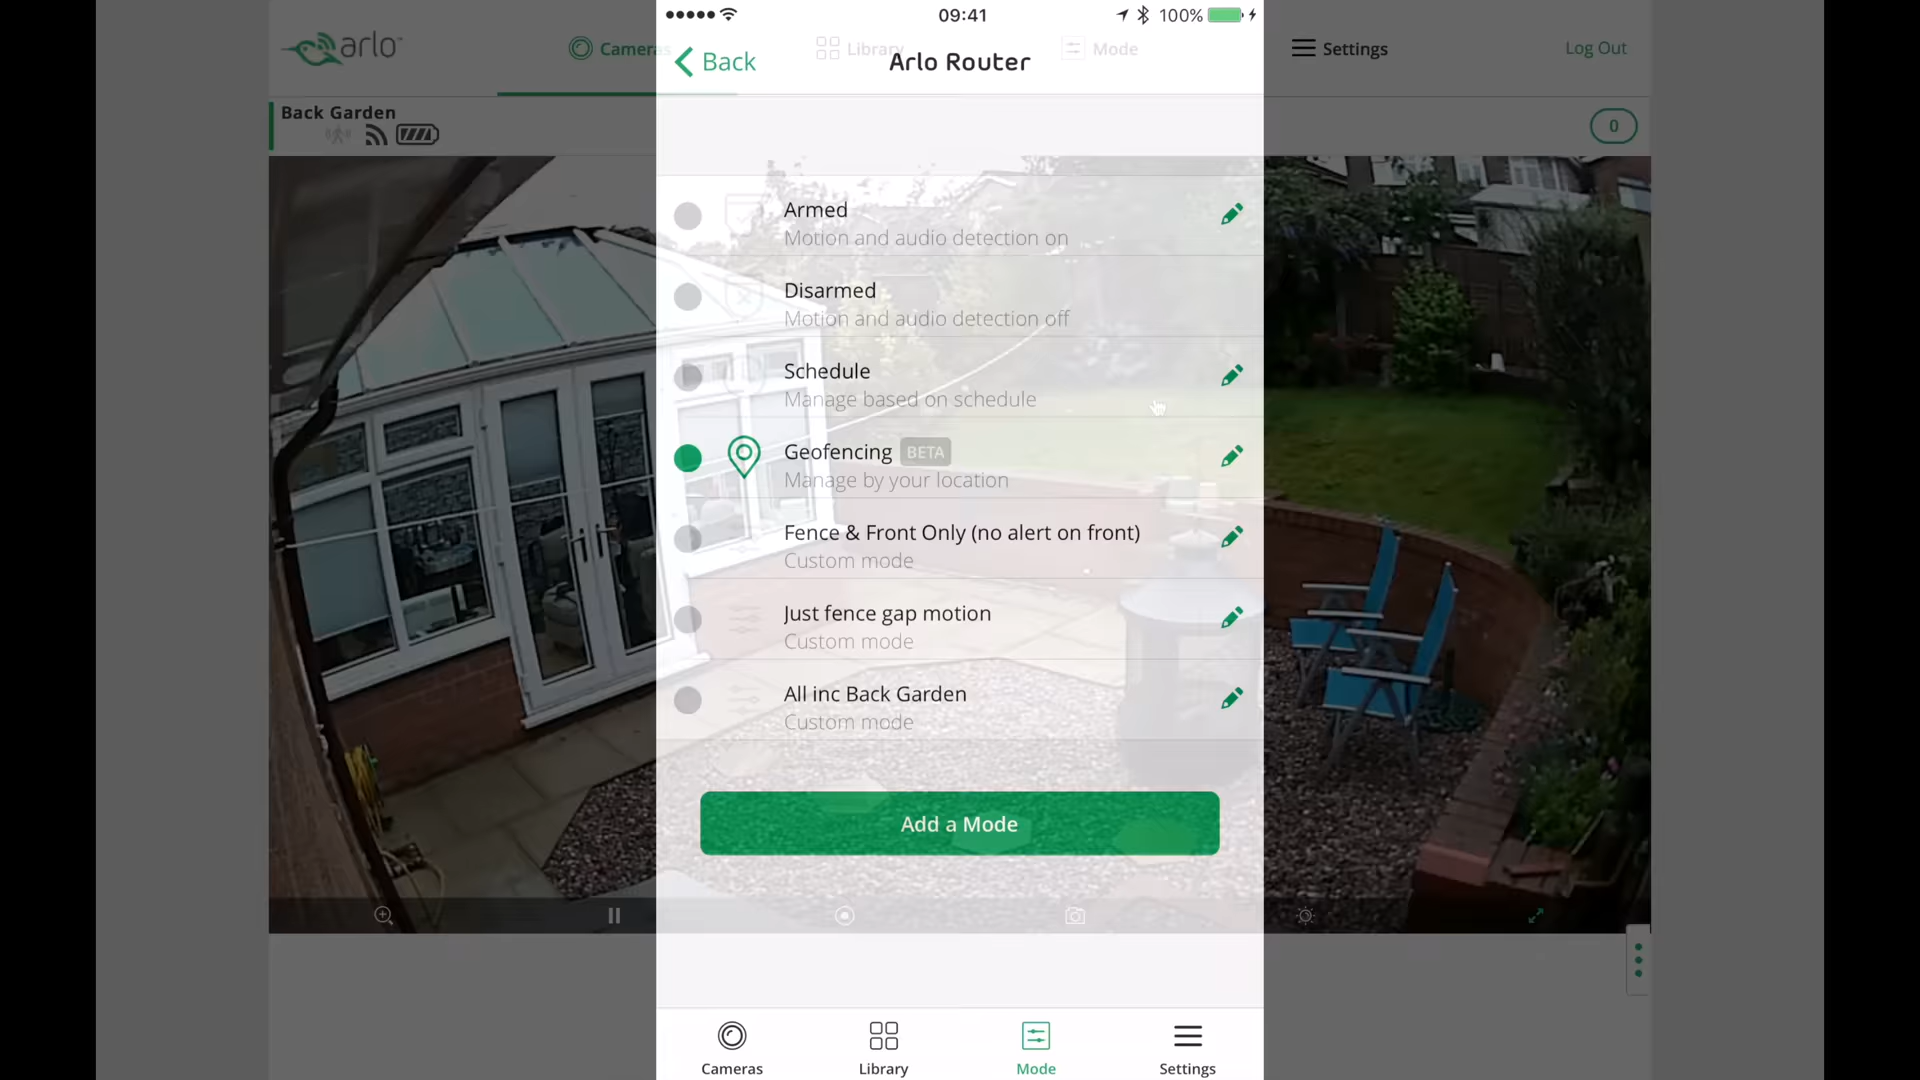 arlo
Cameras
Library
Mode
Settings
Log Out
Back Garden
0
09:41
100%
Back
Arlo Router
Armed
Motion and audio detection on
Disarmed
Motion and audio detection off
Schedule
Manage based on schedule
Geofencing BETA
Manage by your location
Fence & Front Only (no alert on front)
Custom mode
Just fence gap motion
Custom mode
All inc Back Garden
Custom mode
Add a Mode
Cameras
Library
Mode
Settings